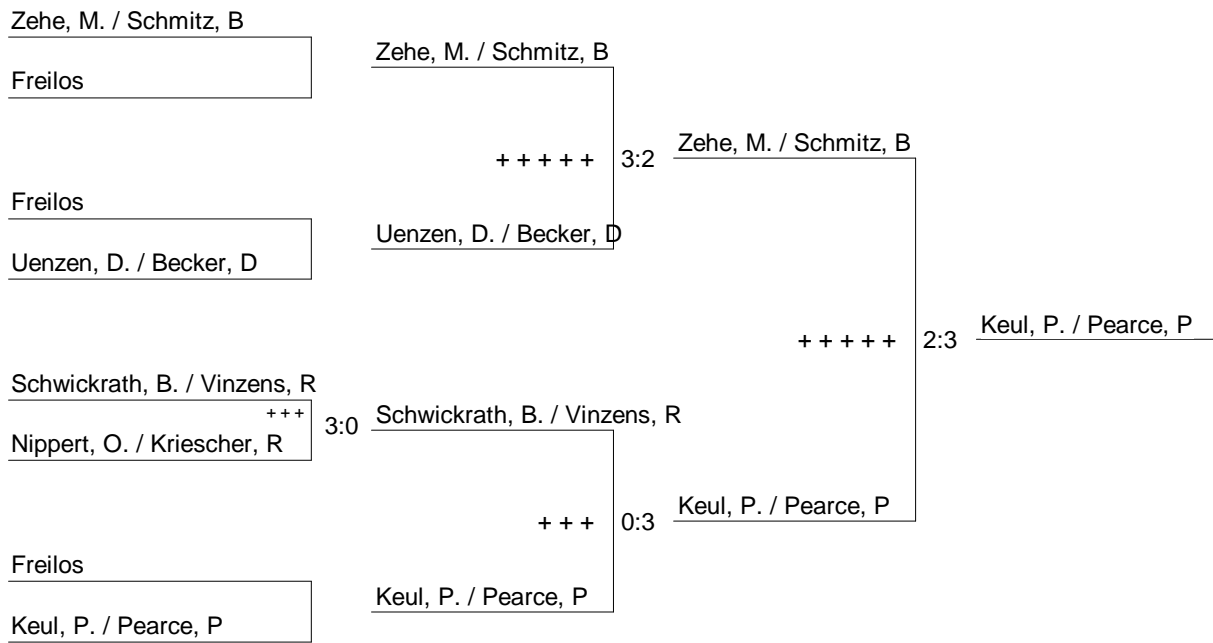 Zehe, M. / Schmitz, B
Freilos
Freilos
Uenzen, D. / Becker, D
Schwickrath, B. / Vinzens, R
+ + +
3:0
Nippert, O. / Kriescher, R
Freilos
Keul, P. / Pearce, P
Zehe, M. / Schmitz, B
+ + + + +
3:2
Uenzen, D. / Becker, D
Schwickrath, B. / Vinzens, R
+ + +
0:3
Keul, P. / Pearce, P
Zehe, M. / Schmitz, B
+ + + + +
2:3
Keul, P. / Pearce, P
Keul, P. / Pearce, P